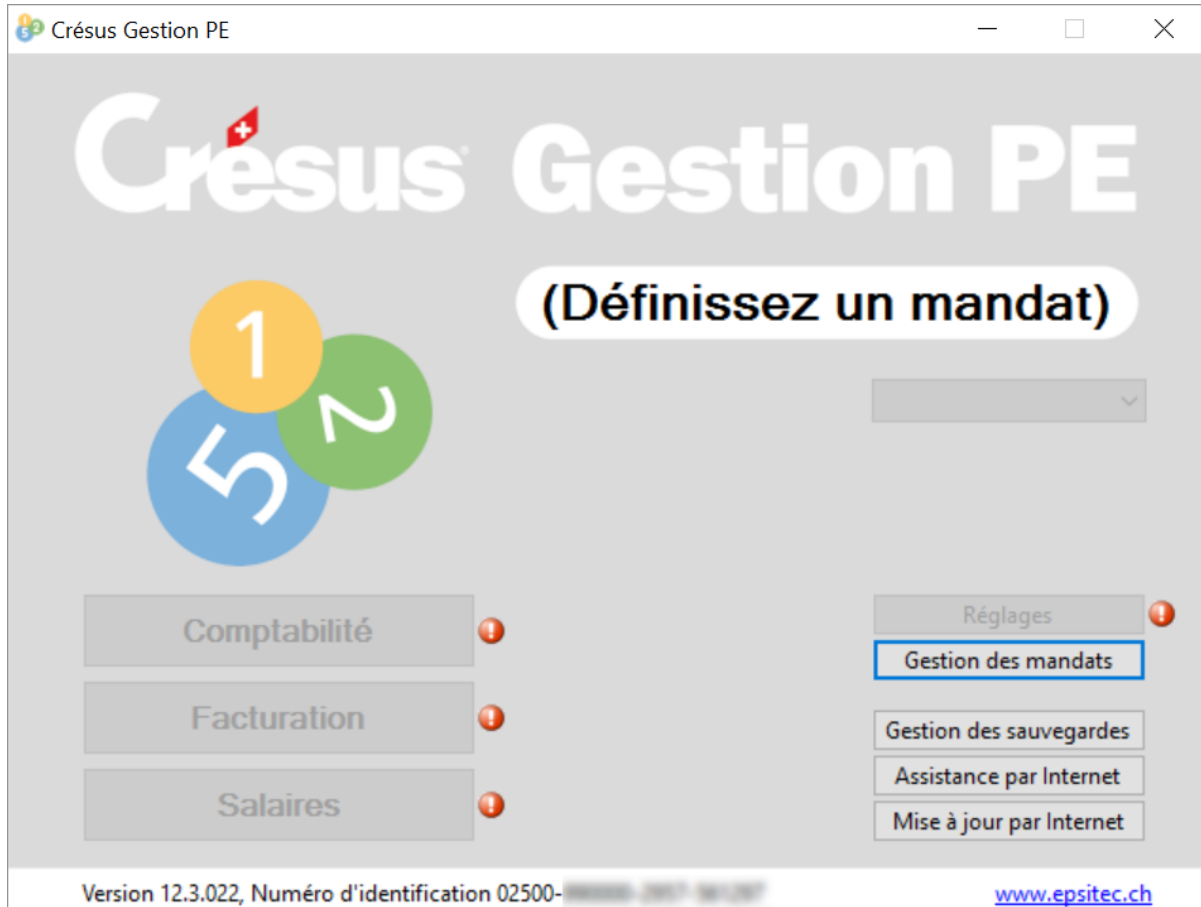 Crésus Gestion PE
Crésus Gestion PE
(Définissez un mandat)
1
2
5
Comptabilité
Réglages
Gestion des mandats
Facturation
Gestion des sauvegardes
Assistance par Internet
Salaires
Mise à jour par Internet
Version 12.3.022, Numéro d'identification 02500-
www.epsitec.ch